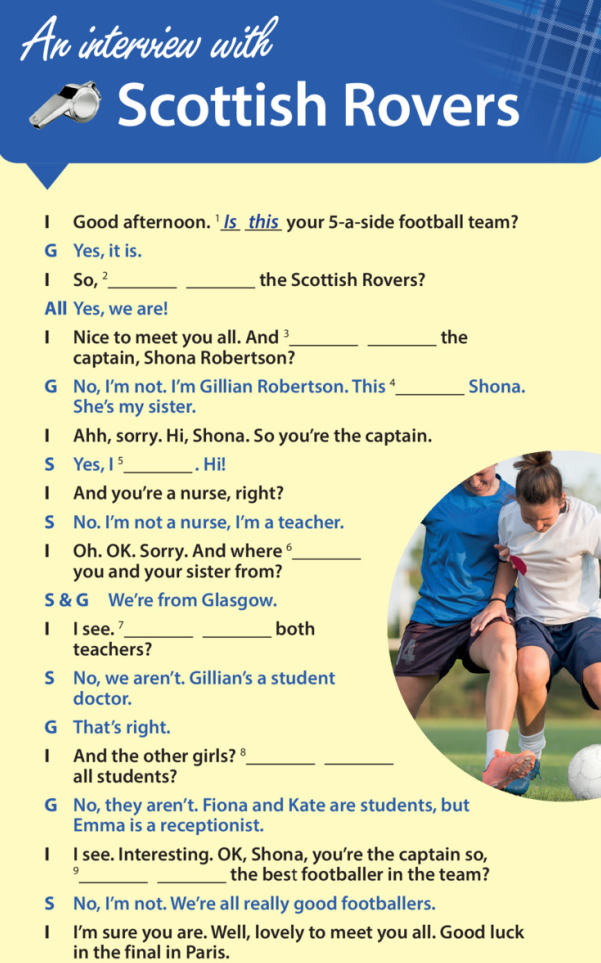 An interview with
Scottish Rovers
I Good afternoon. ¹ Is this your 5-a-side football team?
G Yes, it is.
I So, ²________ ________ the Scottish Rovers?
All Yes, we are!
I Nice to meet you all. And ³________ ________ the
captain, Shona Robertson?
G No, I'm not. I'm Gillian Robertson. This ⁴________ Shona.
She's my sister.
I Ahh, sorry. Hi, Shona. So you're the captain.
S Yes, I ⁵________. Hi!
I And you're a nurse, right?
S No. I'm not a nurse, I'm a teacher.
I Oh. OK. Sorry. And where ⁶________
you and your sister from?
S & G We're from Glasgow.
I I see. ⁷________ ________ both
teachers?
S No, we aren't. Gillian's a student
doctor.
G That's right.
I And the other girls? ⁸________ ________
all students?
G No, they aren't. Fiona and Kate are students, but
Emma is a receptionist.
I I see. Interesting. OK, Shona, you're the captain so,
⁹________ ________ the best footballer in the team?
S No, I'm not. We're all really good footballers.
I I'm sure you are. Well, lovely to meet you all. Good luck
in the final in Paris.
14